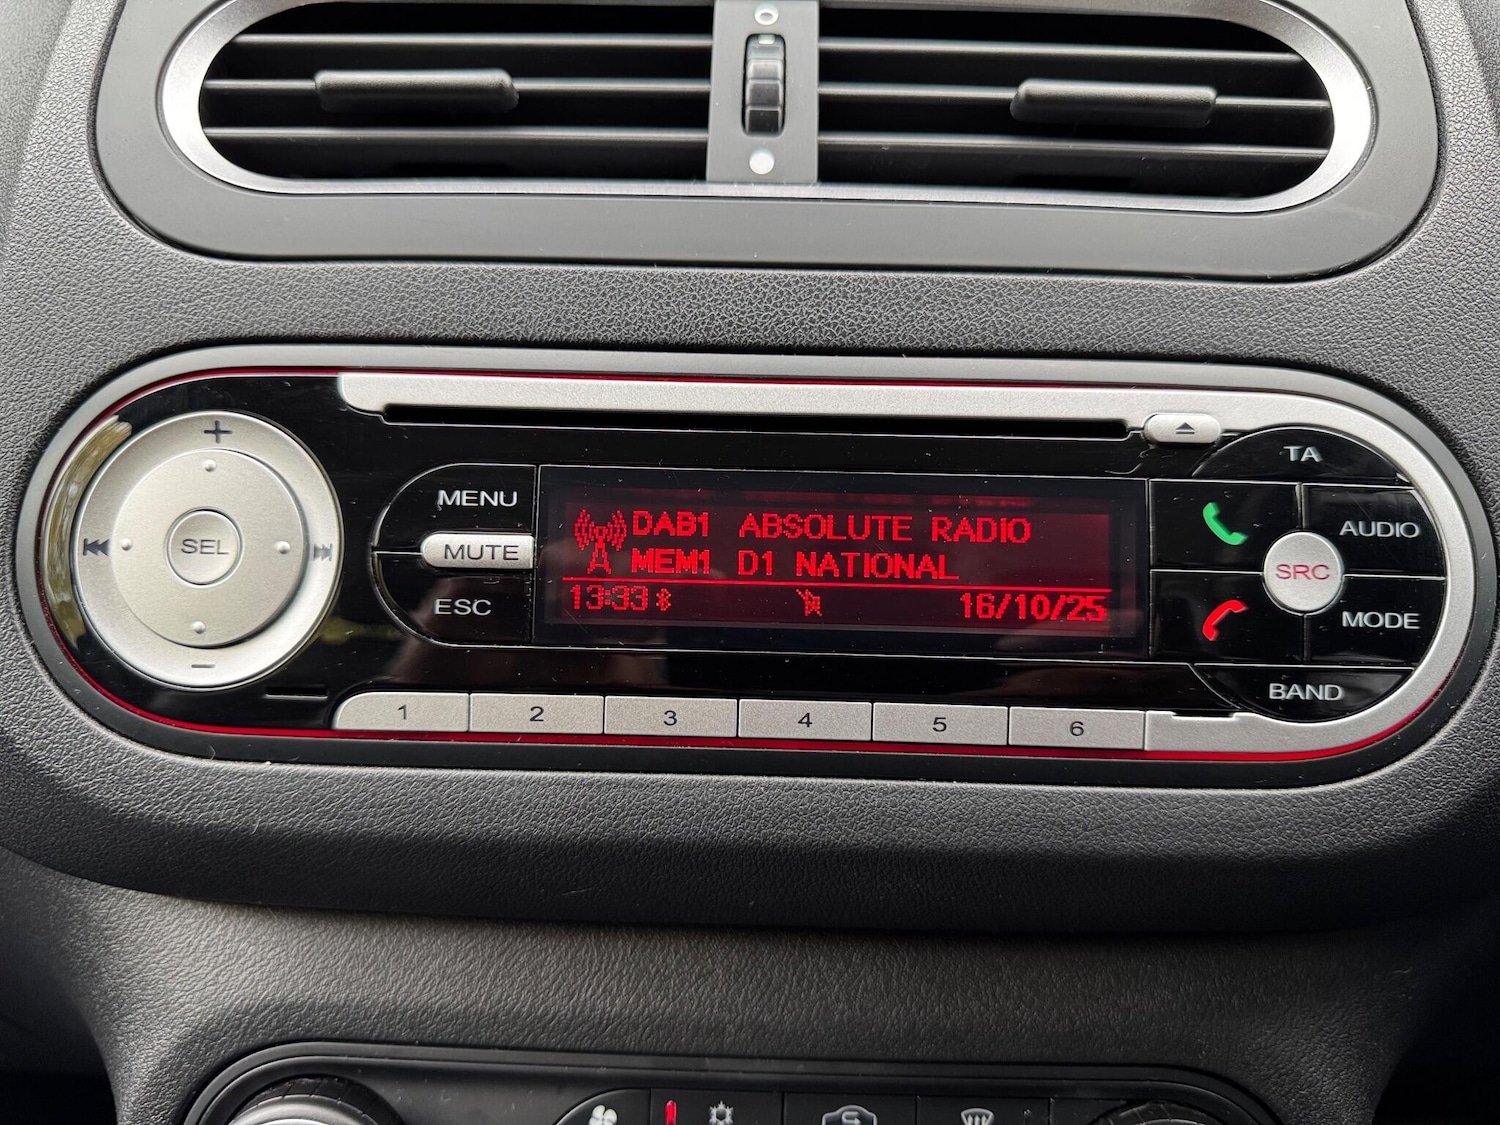 TA
MENU
MUTE
ESC
+
SEL
−
DAB1 ABSOLUTE RADIO
MEM1 D1 NATIONAL
13:33 16/10/25
AUDIO
SRC
MODE
BAND
1 2 3 4 5 6